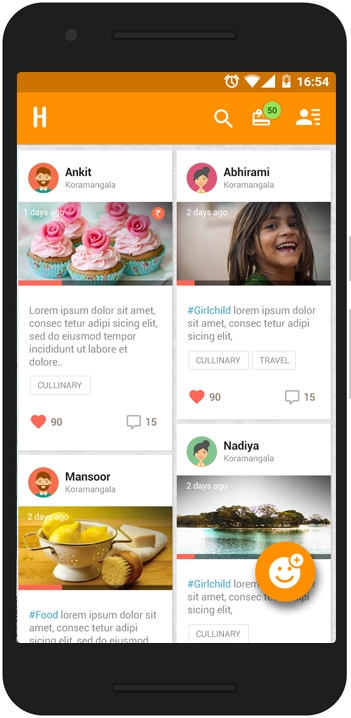 16:54
H
50
Ankit
Koramangala
1 days ago
₹
Lorem ipsum dolor sit amet,
consec tetur adipi sicing elit,
sed do eiusmod tempor
incididunt ut labore et
dolore..
CULLINARY
90
15
Abhirami
Koramangala
2 days ago
#Girlchild lorem ipsum dolor
sit amet, consec tetur adipi
sicing elit,
CULLINARY
TRAVEL
90
15
Mansoor
Koramangala
2 days ago
#Food lorem ipsum dolor sit
amet, consec tetur adipi sicing
elit, sed do eiusmod
Nadiya
Koramangala
2 days ago
#Girlchild lorem
sit amet, consec
sicing elit,
CULLINARY